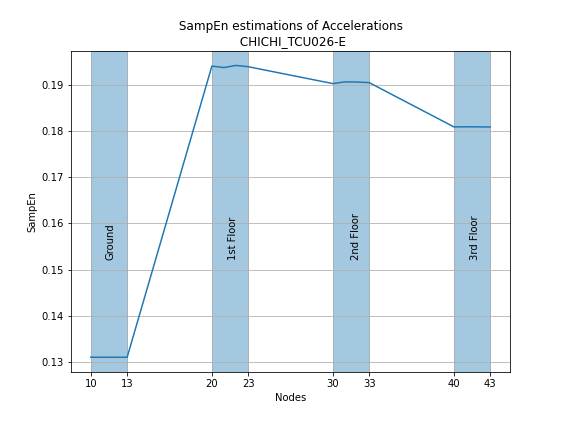 SampEn estimations of Accelerations
CHICHI_TCU026-E
0.19
0.18
0.17
0.16
0.15
0.14
0.13
SampEn
Ground
1st Floor
2nd Floor
3rd Floor
10 13 20 23 30 33 40 43
Nodes